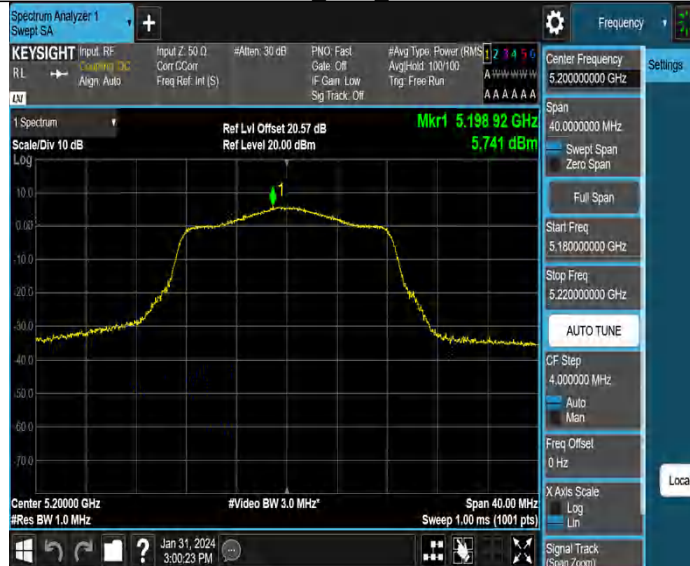 Spectrum Analyzer 1
Swept SA
+
Frequency
KEYSIGHT
RL
LXI
Input: RF
Coupling: DC
Align: Auto
Input Z: 50 Ω
Corr CCorr
Freq Ref: Int (S)
#Atten: 30 dB
PNO: Fast
Gate: Off
IF Gain: Low
Sig Track: Off
#Avg Type: Power (RMS
Avg|Hold: 100/100
Trig: Free Run
1 2 3 4 5 6
A W W W W W
A A A A A A
Center Frequency
5.200000000 GHz
Settings
Span
40.0000000 MHz
Swept Span
Zero Span
Full Span
Start Freq
5.180000000 GHz
Stop Freq
5.220000000 GHz
AUTO TUNE
CF Step
4.000000 MHz
Auto
Man
Freq Offset
0 Hz
X Axis Scale
Log
Lin
Loca
Signal Track
(Span Zoom)
1 Spectrum
Scale/Div 10 dB
Ref Lvl Offset 20.57 dB
Ref Level 20.00 dBm
Mkr1 5.198 92 GHz
5.741 dBm
Log
1
10.0
0.00
-10.0
-20.0
-30.0
-40.0
-50.0
-60.0
-70.0
Center 5.20000 GHz
#Res BW 1.0 MHz
#Video BW 3.0 MHz*
Span 40.00 MHz
Sweep 1.00 ms (1001 pts)
?
Jan 31, 2024
3:00:23 PM